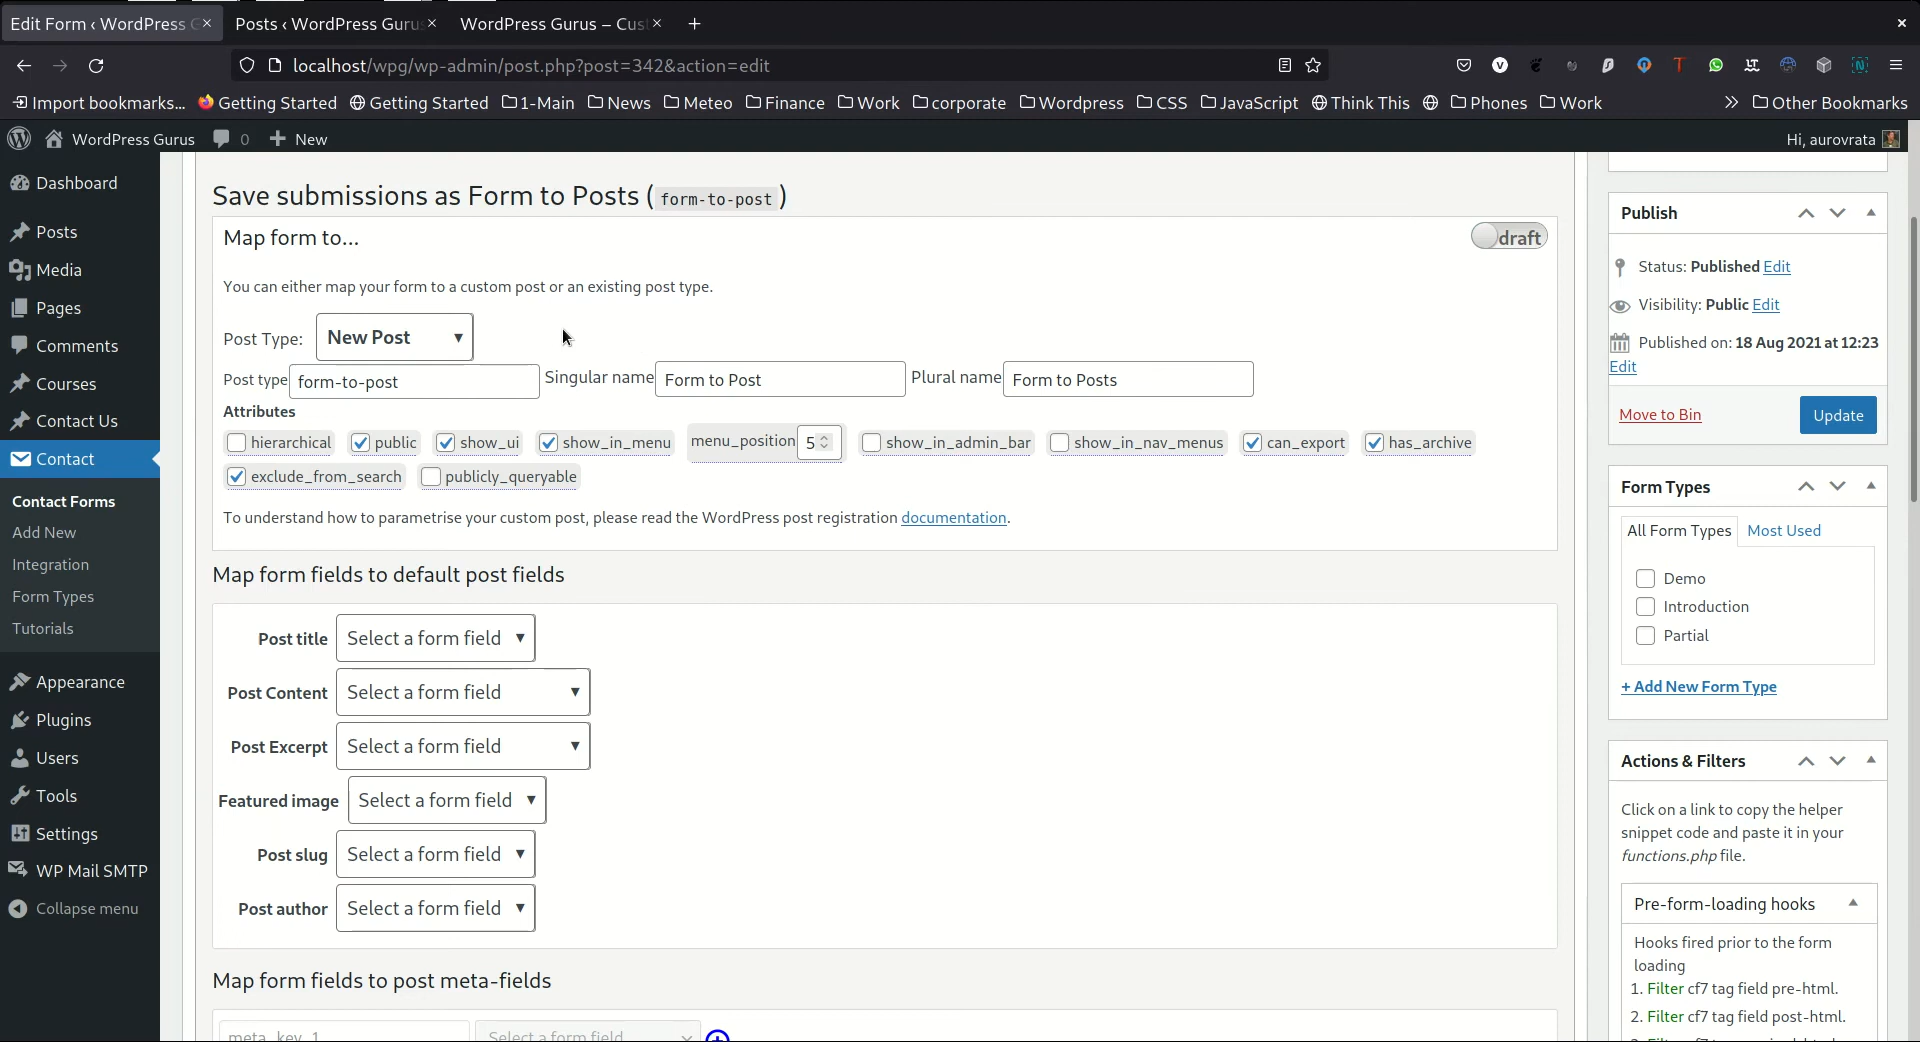 Edit Form ‹ WordPress G
Posts ‹ WordPress Guru
WordPress Gurus – Cus
localhost/wpg/wp-admin/post.php?post=342&action=edit
Import bookmarks...
Getting Started
Getting Started
1-Main
News
Meteo
Finance
Work
corporate
Wordpress
CSS
JavaScript
Think This
Phones
Work
Other Bookmarks
WordPress Gurus
0
New
Hi, aurovrata
Dashboard
Posts
Media
Pages
Comments
Courses
Contact Us
Contact
Contact Forms
Add New
Integration
Form Types
Tutorials
Appearance
Plugins
Users
Tools
Settings
WP Mail SMTP
Collapse menu
Save submissions as Form to Posts ( form-to-post )
Map form to...
draft
You can either map your form to a custom post or an existing post type.
Post Type: New Post
Post type form-to-post Singular name Form to Post Plural name Form to Posts
Attributes
hierarchical public show_ui show_in_menu menu_position 5 show_in_admin_bar show_in_nav_menus can_export has_archive
exclude_from_search publicly_queryable
To understand how to parametrise your custom post, please read the WordPress post registration documentation.
Map form fields to default post fields
Post title Select a form field
Post Content Select a form field
Post Excerpt Select a form field
Featured image Select a form field
Post slug Select a form field
Post author Select a form field
Map form fields to post meta-fields
meta_key_1 Select a form field
Publish
Status: Published Edit
Visibility: Public Edit
Published on: 18 Aug 2021 at 12:23
Edit
Move to Bin
Update
Form Types
All Form Types
Most Used
Demo
Introduction
Partial
+ Add New Form Type
Actions & Filters
Click on a link to copy the helper
snippet code and paste it in your
functions.php file.
Pre-form-loading hooks
Hooks fired prior to the form
loading
1. Filter cf7 tag field pre-html.
2. Filter cf7 tag field post-html.